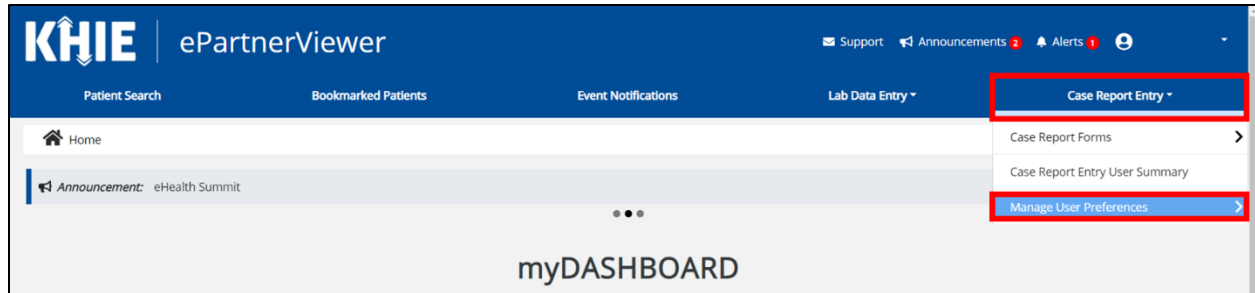 KHIE ePartnerViewer
Support Announcements 2 Alerts 1
Patient Search Bookmarked Patients Event Notifications Lab Data Entry Case Report Entry
Home
Case Report Forms
Case Report Entry User Summary
Announcement: eHealth Summit
Manage User Preferences
myDASHBOARD